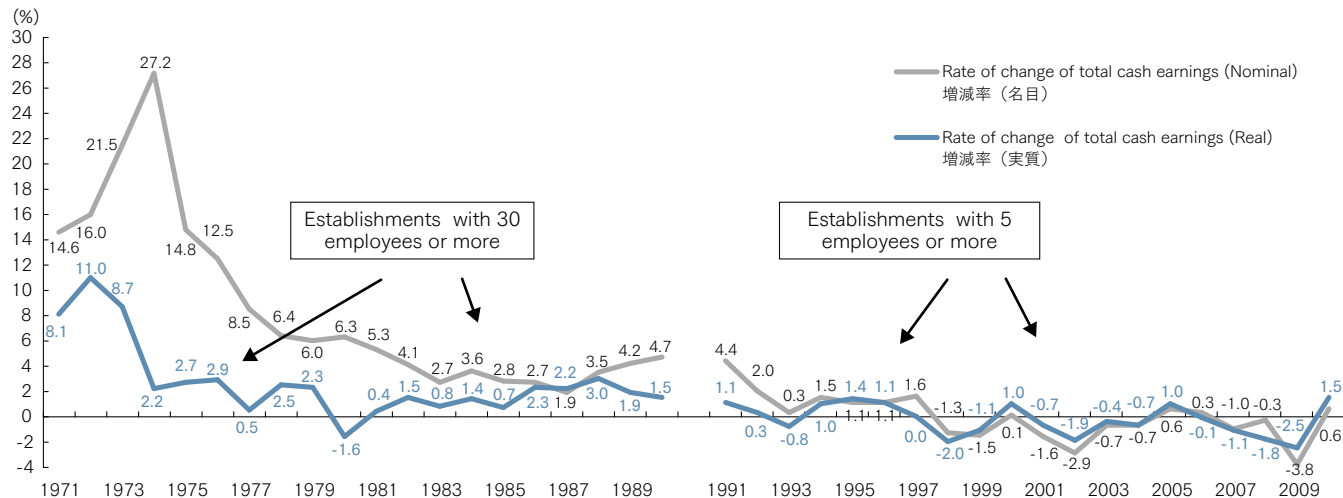 (%)
30
28
26
24
22
20
18
16
14
12
10
8
6
4
2
0
-2
-4
Rate of change of total cash earnings (Nominal)
増減率（名目）
Rate of change of total cash earnings (Real)
増減率（実質）
Establishments with 30
employees or more
Establishments with 5
employees or more
14.6 16.0 21.5 27.2 14.8 12.5 8.5 6.4 6.0 6.3 5.3 4.1 2.7 3.6 2.8 2.7 1.9 3.5 4.2 4.7
8.1 11.0 8.7 2.2 2.7 2.9 0.5 2.5 2.3 -1.6 0.4 1.5 0.8 1.4 0.7 2.3 2.2 3.0 1.9 1.5
4.4 2.0 0.3 1.5 1.1 1.1 1.6 -1.3 -1.5 0.1 -1.6 -2.9 -0.7 -0.7 0.6 0.3 -1.0 -0.3 -3.8 0.6
1.1 0.3 -0.8 1.0 1.4 1.1 0.0 -2.0 -1.1 1.0 -0.7 -1.9 -0.4 -0.7 1.0 -0.1 -1.1 -1.8 -2.5 1.5
1971 1973 1975 1977 1979 1981 1983 1985 1987 1989 1991 1993 1995 1997 1999 2001 2003 2005 2007 2009